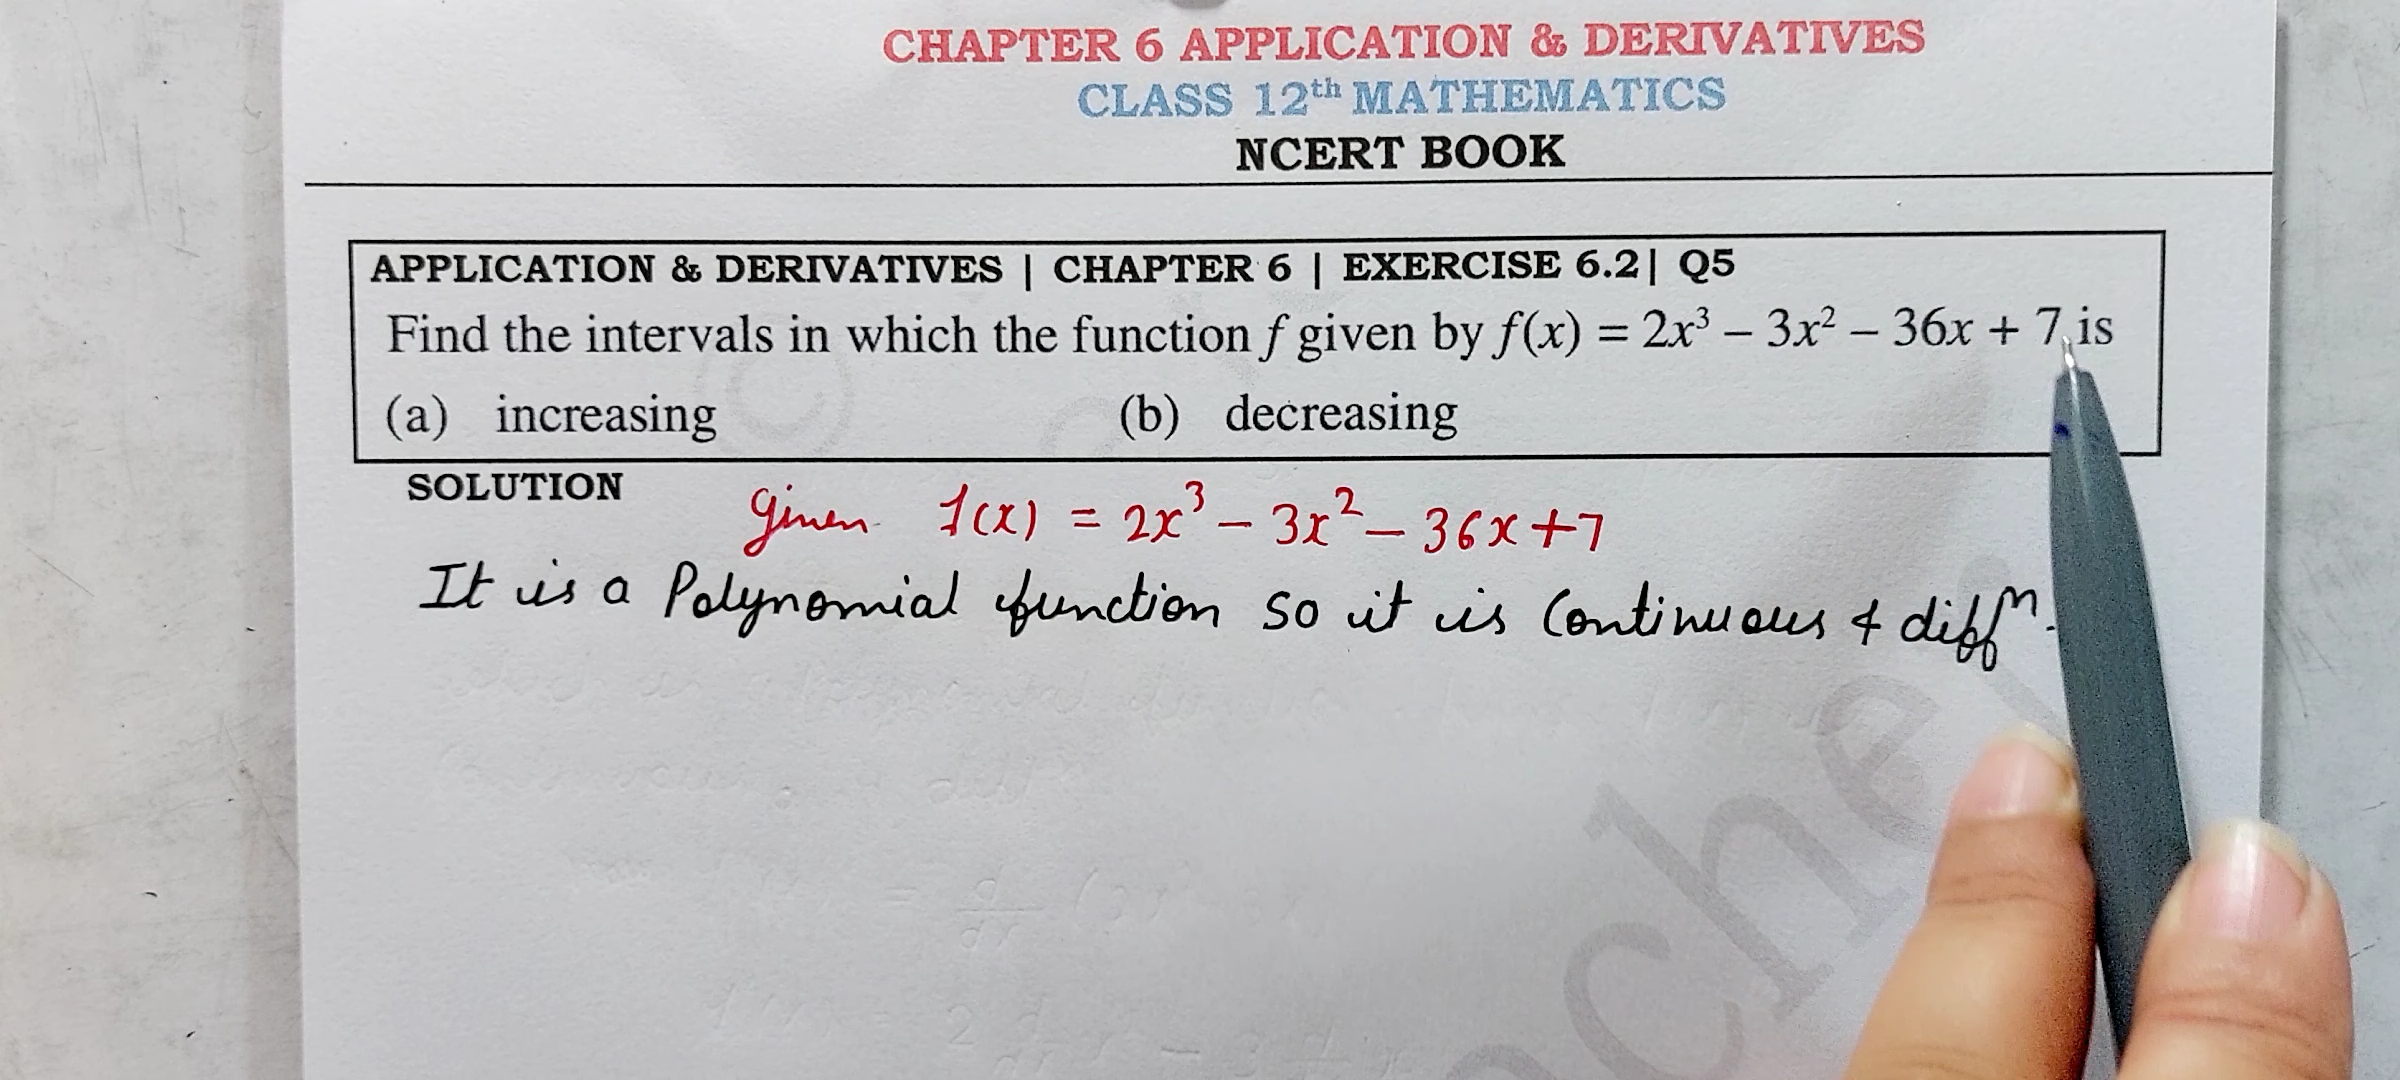 CHAPTER 6 APPLICATION & DERIVATIVES
CLASS 12th MATHEMATICS
NCERT BOOK
APPLICATION & DERIVATIVES | CHAPTER 6 | EXERCISE 6.2| Q5
Find the intervals in which the function f given by f(x) = 2x³ – 3x² – 36x + 7 is
(a) increasing (b) decreasing
SOLUTION
Given f(x) = 2x³ – 3x² – 36x + 7
It is a Polynomial function so it is Continuous & diffⁿ.